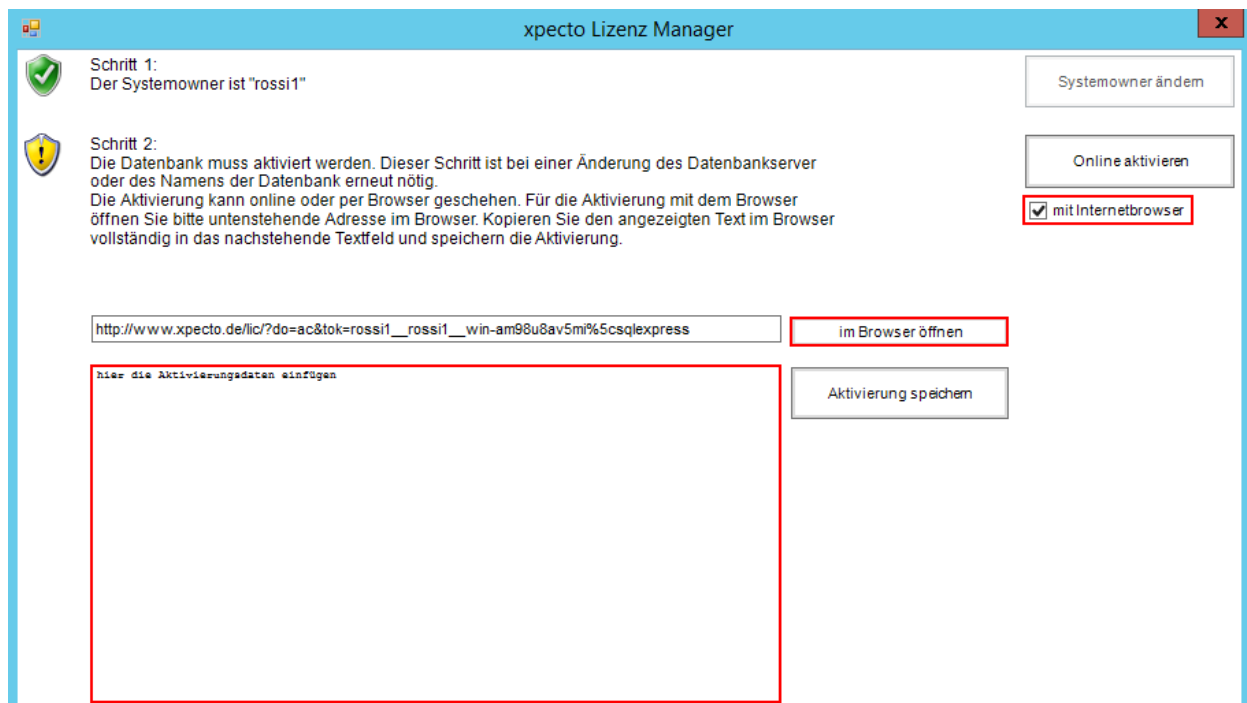 xpecto Lizenz Manager
x
Schritt 1:
Der Systemowner ist "rossi1"
Systemowner ändern
Schritt 2:
Die Datenbank muss aktiviert werden. Dieser Schritt ist bei einer Änderung des Datenbankserver
oder des Namens der Datenbank erneut nötig.
Die Aktivierung kann online oder per Browser geschehen. Für die Aktivierung mit dem Browser
öffnen Sie bitte untenstehende Adresse im Browser. Kopieren Sie den angezeigten Text im Browser
vollständig in das nachstehende Textfeld und speichern die Aktivierung.
Online aktivieren
mit Internetbrowser
http://www.xpecto.de/lic/?do=ac&tok=rossi1__rossi1__win-am98u8av5mi%5csqlexpress
im Browser öffnen
hier die Aktivierungsdaten einfügen
Aktivierung speichern